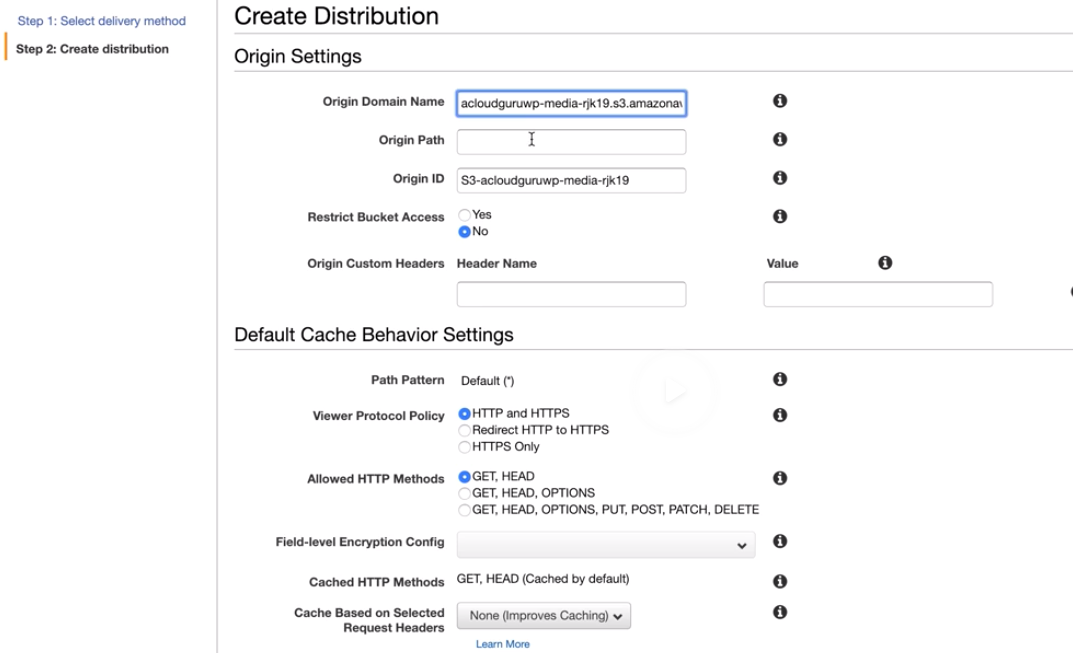 Step 1: Select delivery method
Step 2: Create distribution
Create Distribution
Origin Settings
Origin Domain Name acloudguruwp-media-rjk19.s3.amazonav
Origin Path
Origin ID S3-acloudguruwp-media-rjk19
Restrict Bucket Access Yes
No
Origin Custom Headers Header Name Value
Default Cache Behavior Settings
Path Pattern Default (*)
Viewer Protocol Policy HTTP and HTTPS
Redirect HTTP to HTTPS
HTTPS Only
Allowed HTTP Methods GET, HEAD
GET, HEAD, OPTIONS
GET, HEAD, OPTIONS, PUT, POST, PATCH, DELETE
Field-level Encryption Config
Cached HTTP Methods GET, HEAD (Cached by default)
Cache Based on Selected
Request Headers None (Improves Caching)
Learn More